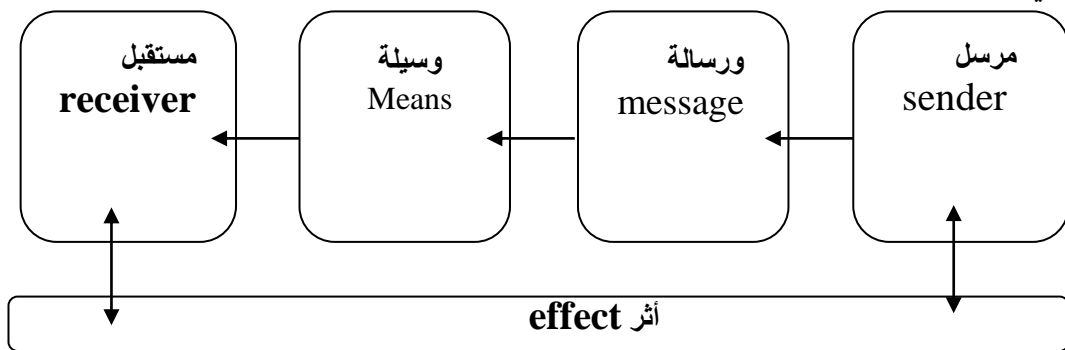 مرسل
sender
ورسالة
message
وسيلة
Means
مستقبل
receiver
أثر effect